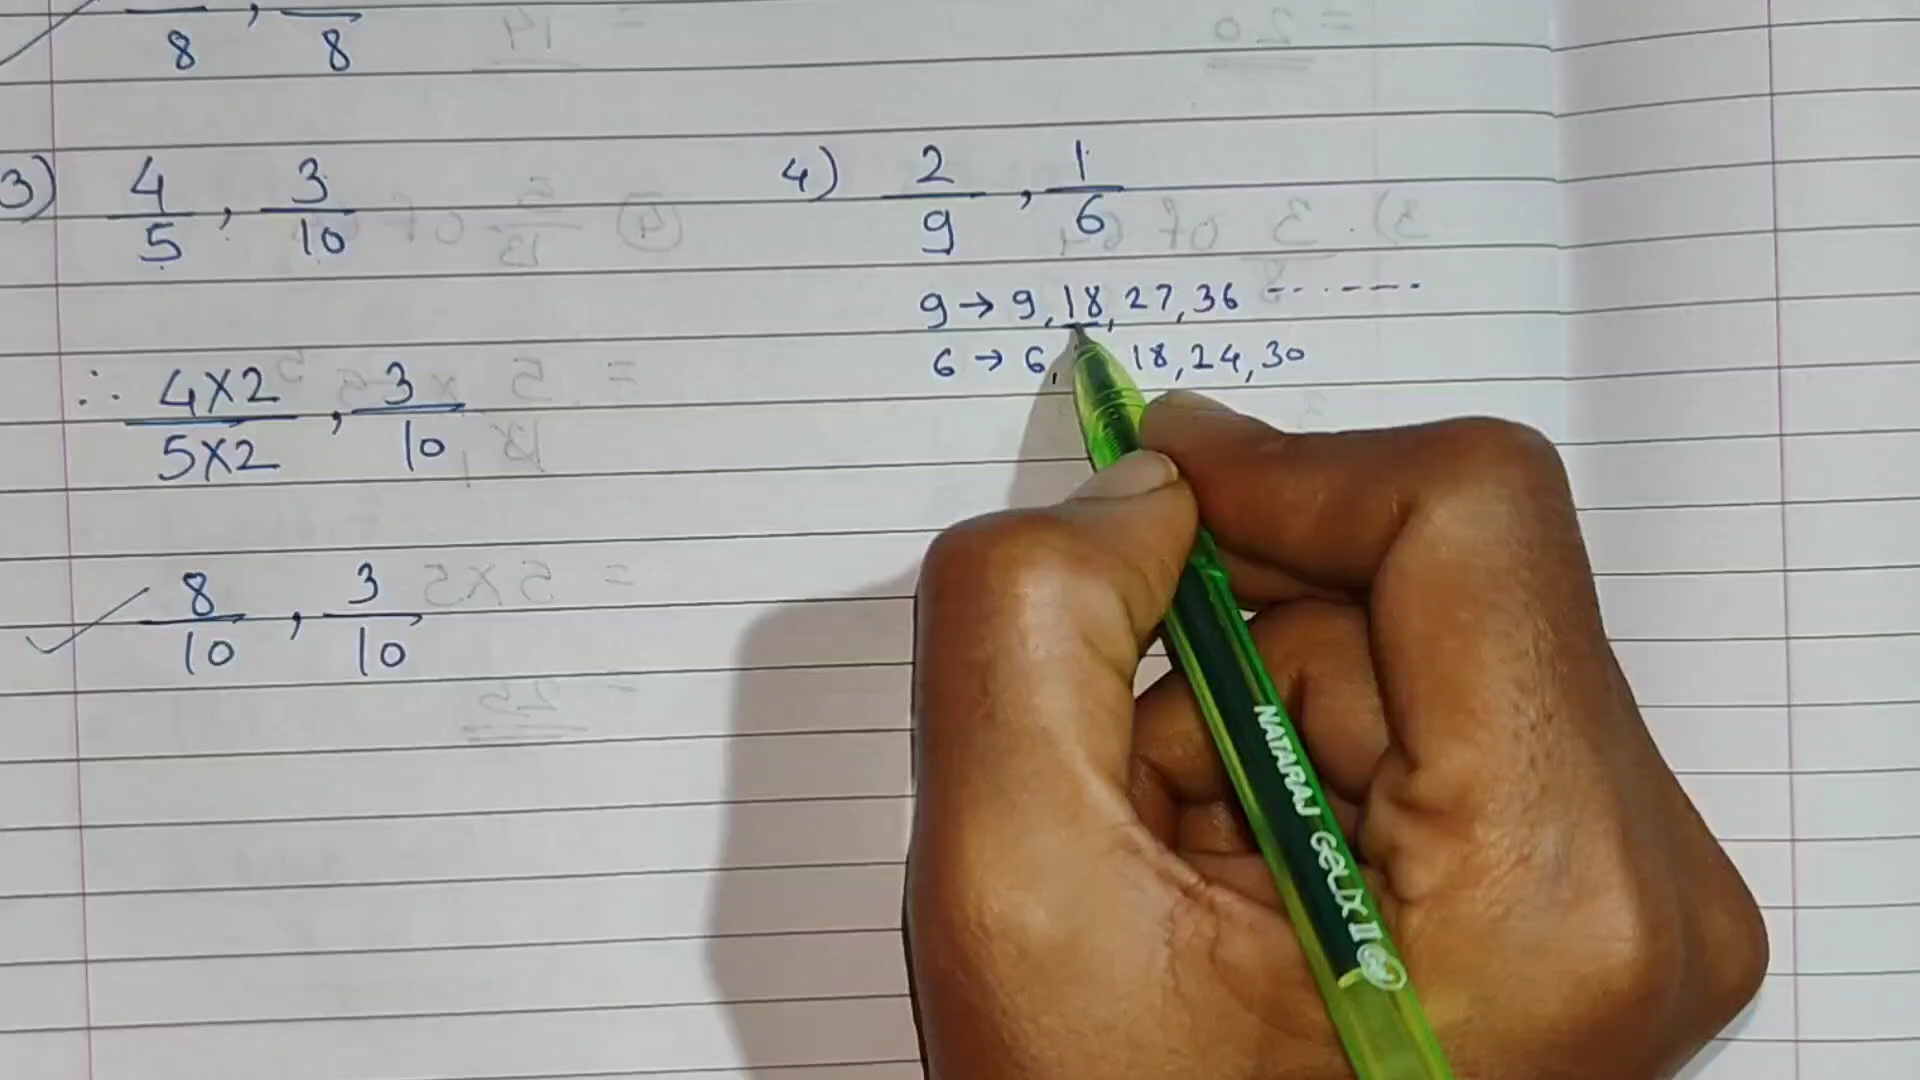 8 , 8
3) 4/5 , 3/10
∴ 4×2/5×2 , 3/10
8/10 , 3/10
4) 2/9 , 1/6
9 → 9, 18, 27, 36 -------
6 → 6, 18, 24, 30
NATARAJ GELIX II